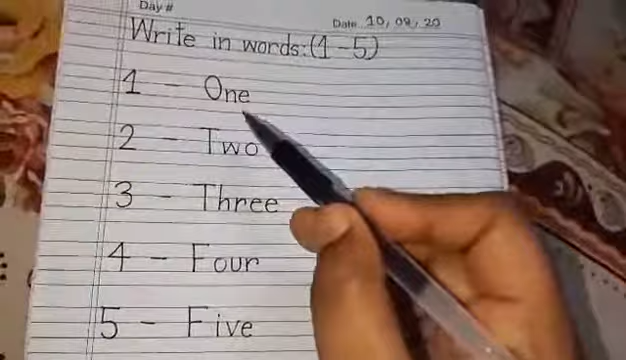 Day #
Date 10, 09, 20
Write in words:(1-5)
1 - One
2 - Two
3 - Three
4 - Four
5 - Five